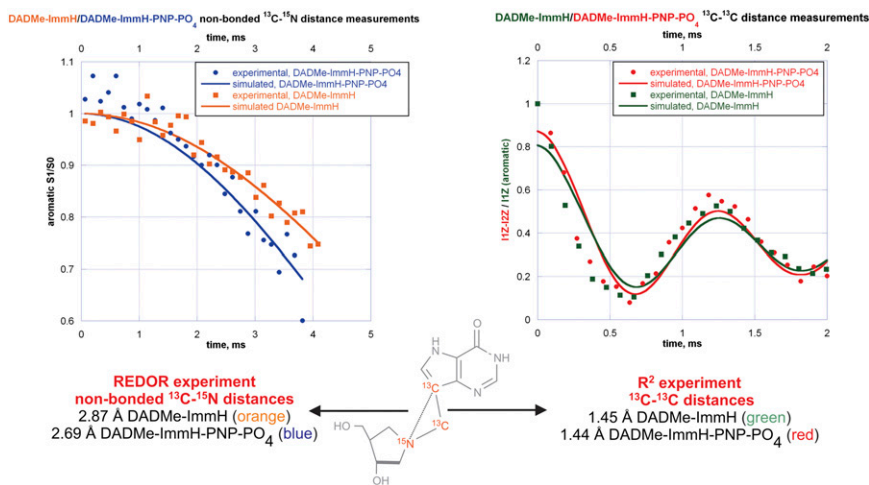 DADMe-ImmH/DADMe-ImmH-PNP-PO4 non-bonded 13C-15N distance measurements
time, ms
0 1 2 3 4 5
experimental, DADMe-ImmH-PNP-PO4
simulated, DADMe-ImmH-PNP-PO4
experimental, DADMe-ImmH
simulated DADMe-ImmH
aromatic S1/S0
1.1
1
0.9
0.8
0.7
0.6
0 1 2 3 4 5
time, ms
DADMe-ImmH/DADMe-ImmH-PNP-PO4 13C-13C distance measurements
time, ms
0 0.5 1 1.5 2
experimental, DADMe-ImmH-PNP-PO4
simulated, DADMe-ImmH-PNP-PO4
experimental, DADMe-ImmH
simulated, DADMe-ImmH
I1Z-I2Z / I1Z (aromatic)
1.4
1.2
1
0.8
0.6
0.4
0.2
0
0 0.5 1 1.5 2
time, ms
REDOR experiment
non-bonded 13C-15N distances
2.87 Å DADMe-ImmH (orange)
2.69 Å DADMe-ImmH-PNP-PO4 (blue)
O
H
N
NH
N
13C
13C
15N
HO
OH
R2 experiment
13C-13C distances
1.45 Å DADMe-ImmH (green)
1.44 Å DADMe-ImmH-PNP-PO4 (red)